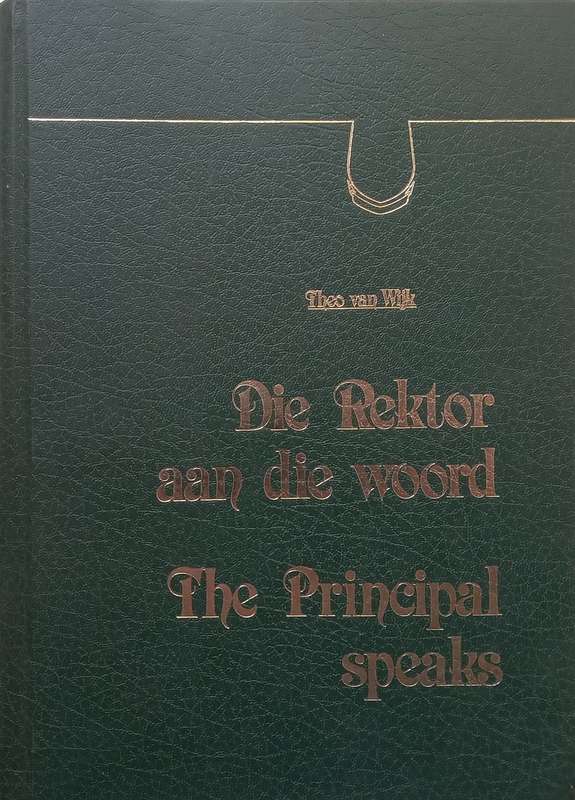 Theo van Wijk
Die Rektor
aan die woord
The Principal
speaks